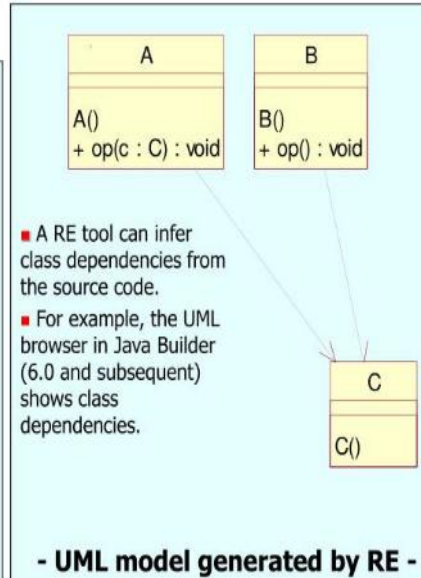 A
A()
+ op(c : C) : void
B
B()
+ op() : void
■ A RE tool can infer
class dependencies from
the source code.
■ For example, the UML
browser in Java Builder
(6.0 and subsequent)
shows class
dependencies.
C
C()
- UML model generated by RE -